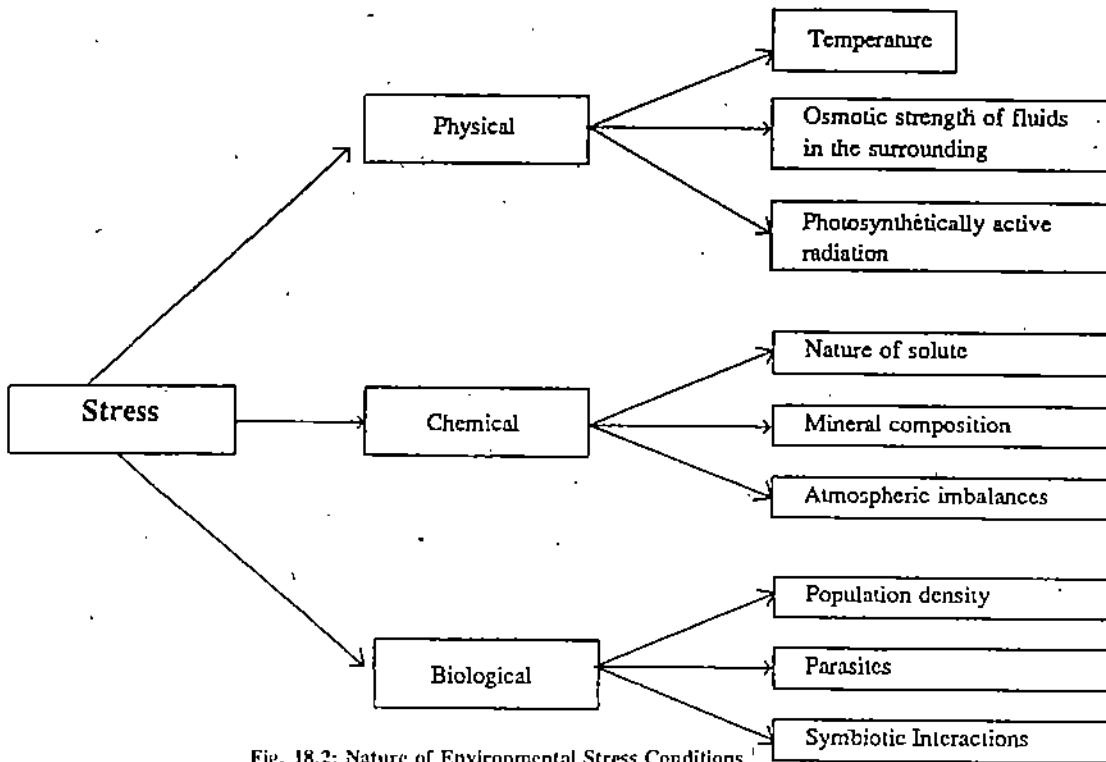 Temperature
Physical
Osmotic strength of fluids
in the surrounding
Photosynthetically active
radiation
Stress
Chemical
Nature of solute
Mineral composition
Atmospheric imbalances
Biological
Population density
Parasites
Symbiotic Interactions
Fig. 18.2: Nature of Environmental Stress Conditions